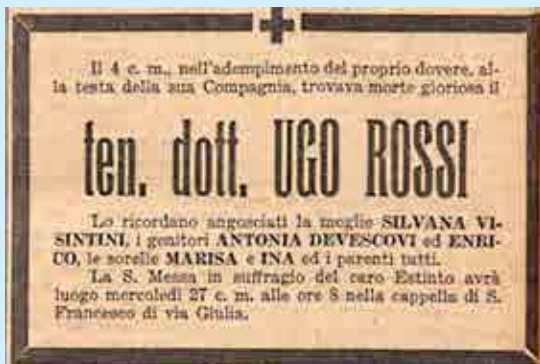 Il 4 c. m., nell'adempimento del proprio dovere, al-
la testa della sua Compagnia, trovava morte gloriosa il
ten. dott. UGO ROSSI
Lo ricordano angosciati la moglie SILVANA VI-
SINTINI, i genitori ANTONIA DEVESCOVI ed ENRI-
CO, le sorelle MARISA e INA ed i parenti tutti.
La S. Messa in suffragio del caro Estinto avrà
luogo mercoledì 27 c. m. alle ore 8 nella cappella di S.
Francesco di via Giulia.